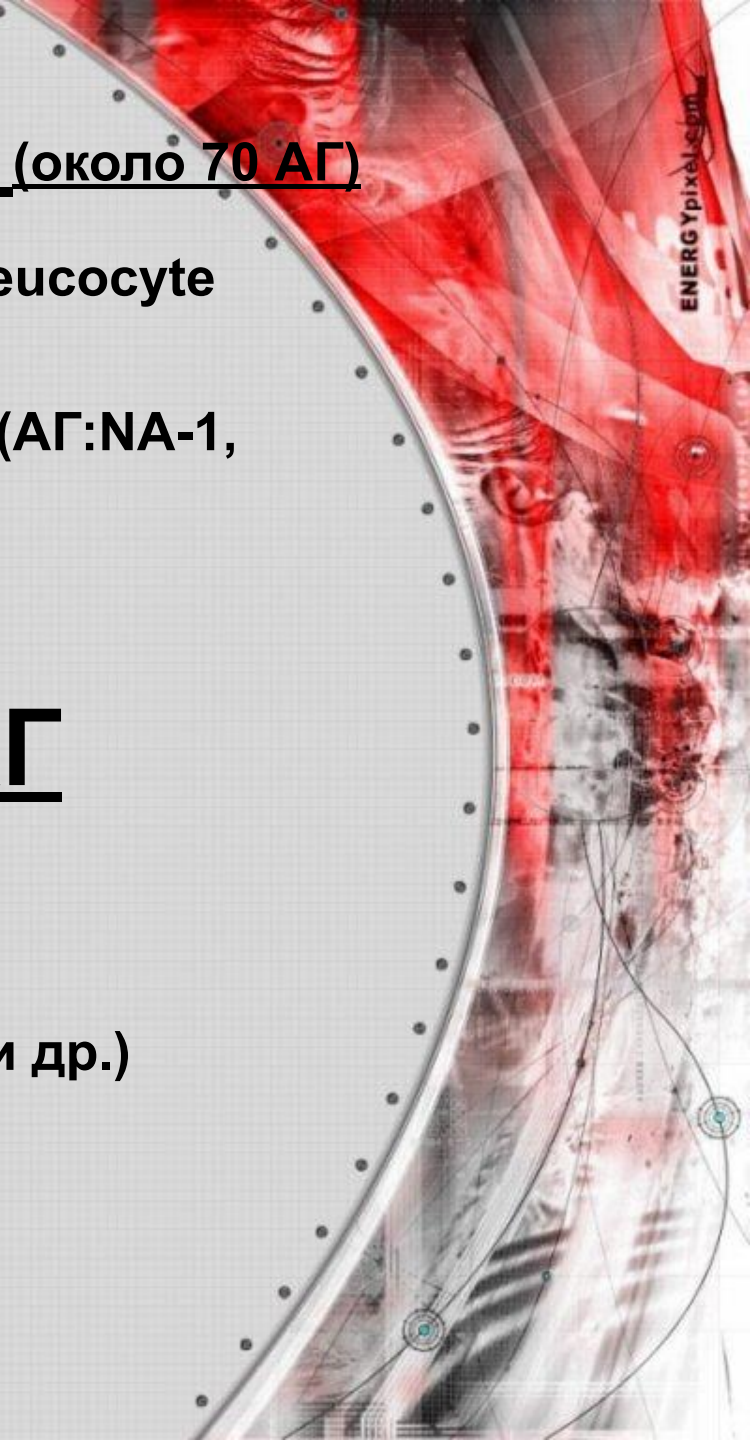 (около 70 АГ)
eucocyte
(АГ:NA-1,
Г
и др.)
ENERGYpixel.com